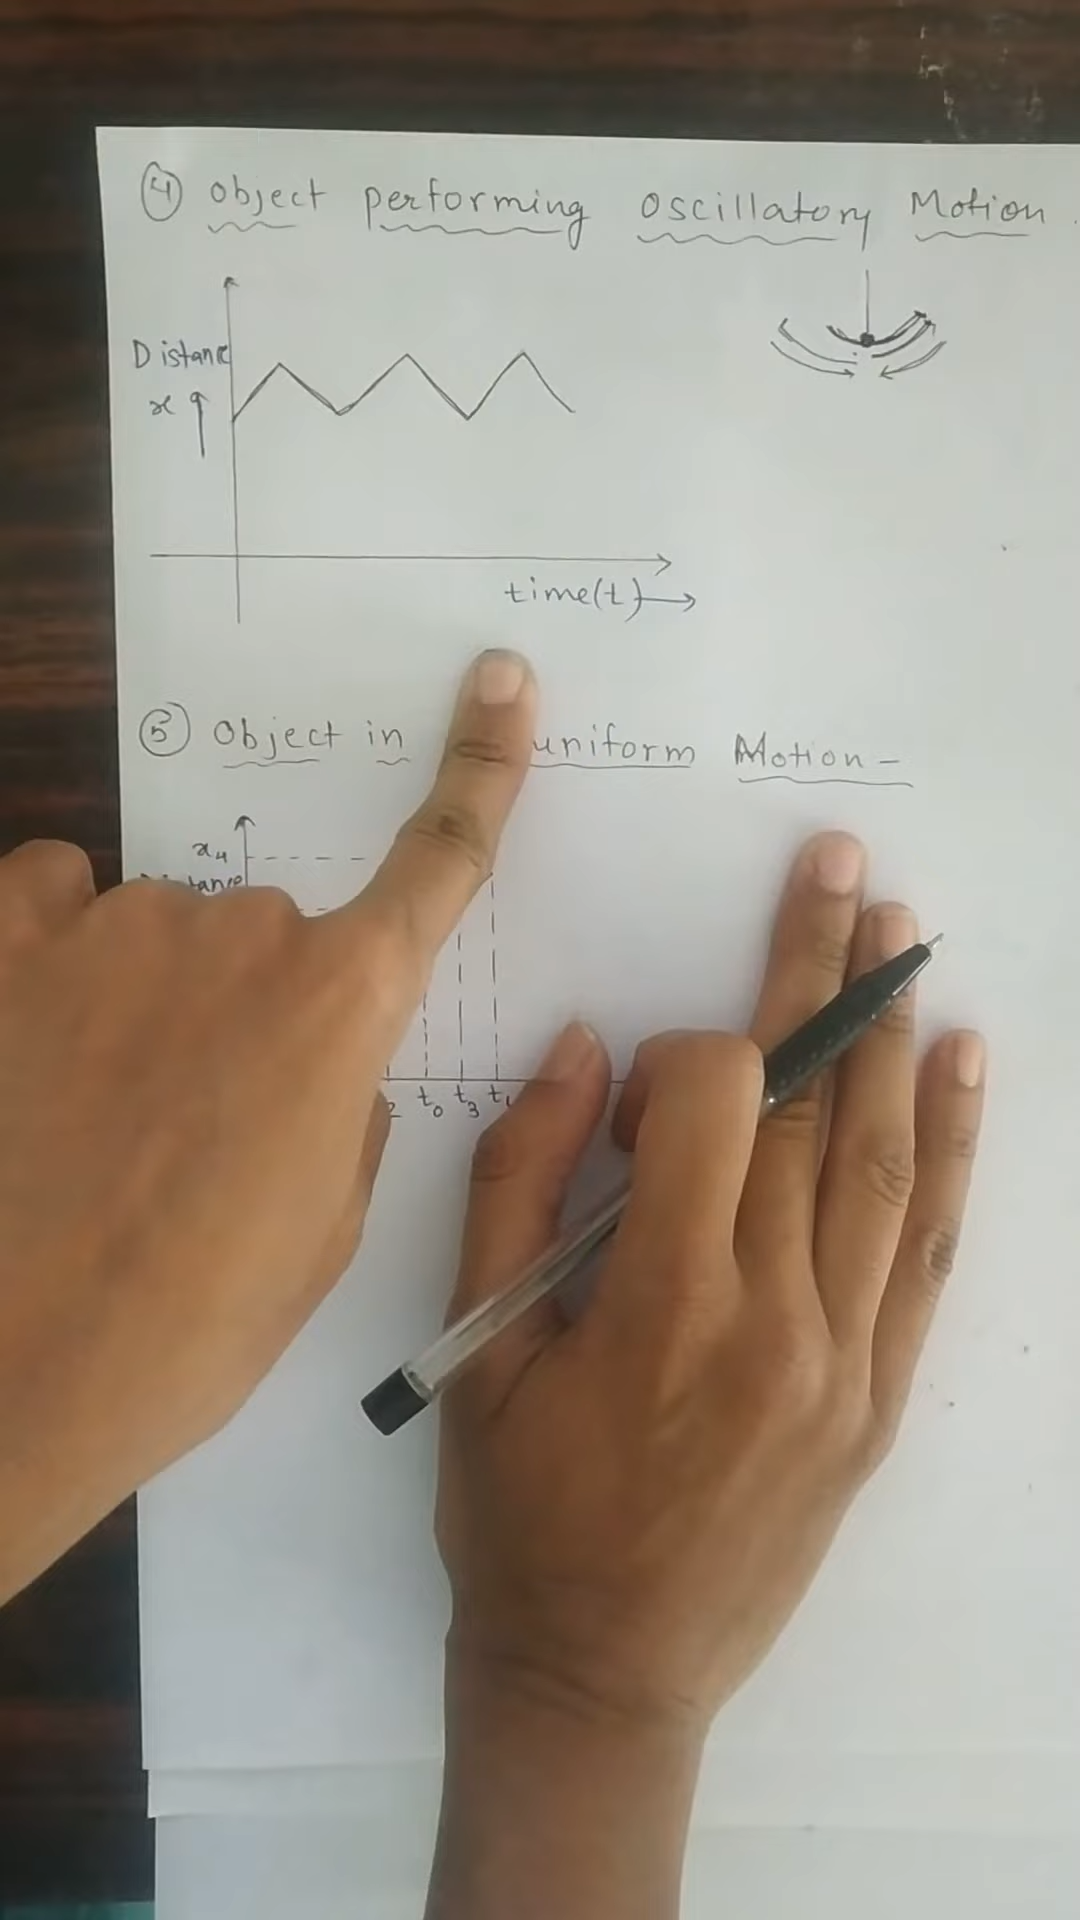 ④ Object performing Oscillatory Motion.
Distance
x
time(t)
⑤ Object in uniform Motion -
x₄
t₀ t₃